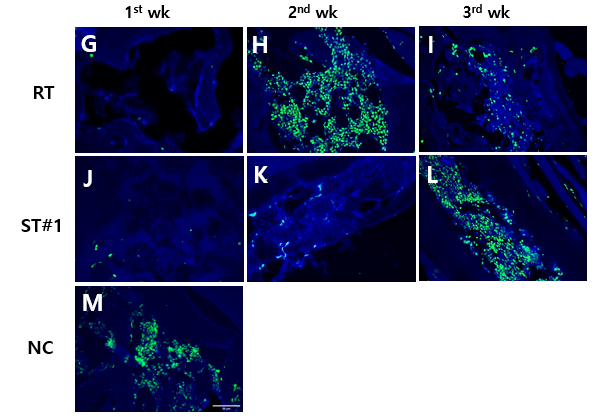 1st wk 2nd wk 3rd wk
RT G H I
ST#1 J K L
NC M